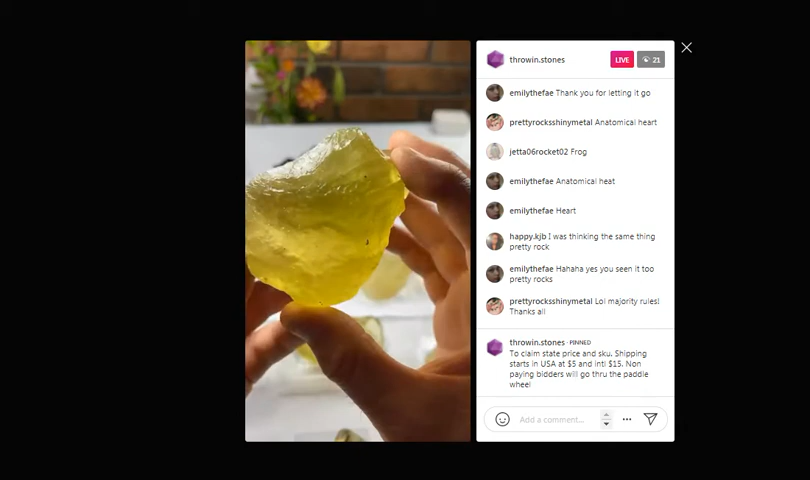 throwin.stones
LIVE
21
emilythefae Thank you for letting it go
prettyrocksshinymetal Anatomical heart
jetta06rocket02 Frog
emilythefae Anatomical heat
emilythefae Heart
happy.kjb I was thinking the same thing
pretty rock
emilythefae Hahaha yes you seen it too
pretty rocks
prettyrocksshinymetal Lol majority rules!
Thanks all
throwin.stones · PINNED
To claim state price and sku. Shipping
starts in USA at $5 and intl $15. Non
paying bidders will go thru the paddle
wheel
Add a comment...